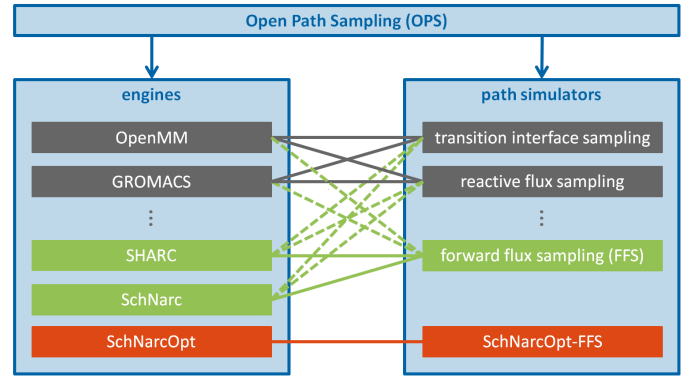 Open Path Sampling (OPS)
engines
OpenMM
GROMACS
SHARC
SchNarc
SchNarcOpt
path simulators
transition interface sampling
reactive flux sampling
forward flux sampling (FFS)
SchNarcOpt-FFS